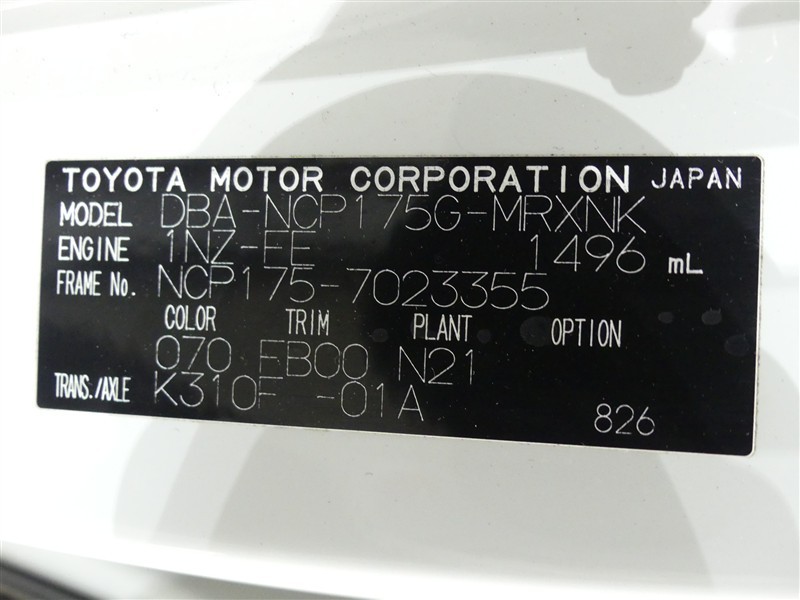 TOYOTA MOTOR CORPORATION JAPAN
MODEL DBA-NCP175G-MRXNK
ENGINE 1NZ-FE 1496 mL
FRAME No. NCP175-7023355
COLOR TRIM PLANT OPTION
070 FB00 N21
TRANS./AXLE K310F -01A
826